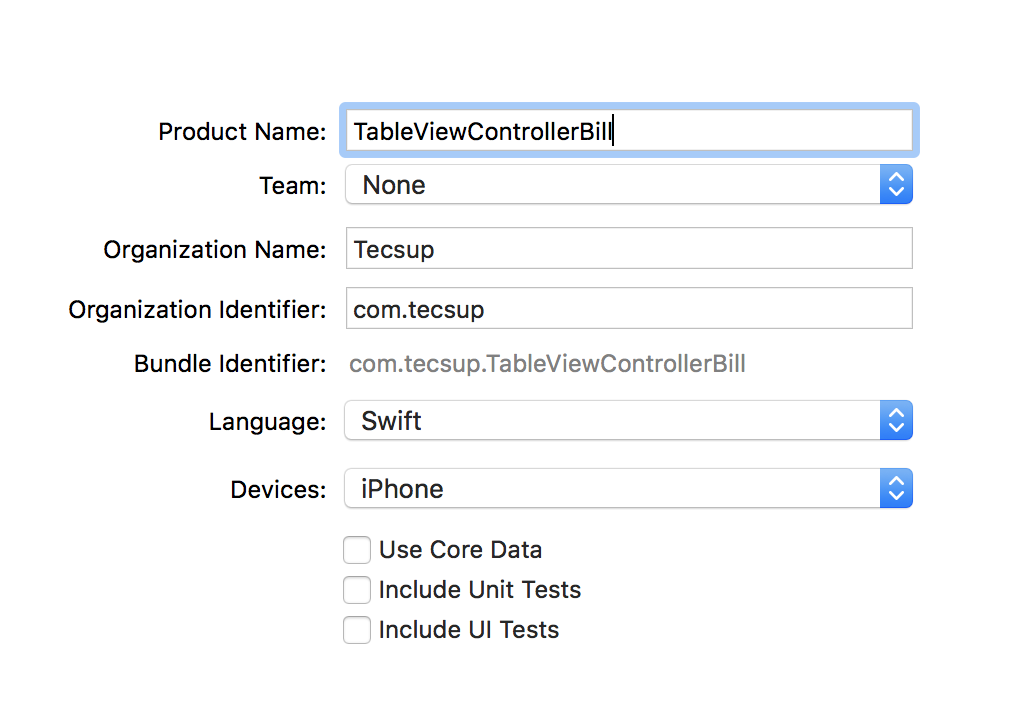 Product Name: TableViewControllerBill
Team: None
Organization Name: Tecsup
Organization Identifier: com.tecsup
Bundle Identifier: com.tecsup.TableViewControllerBill
Language: Swift
Devices: iPhone
Use Core Data
Include Unit Tests
Include UI Tests